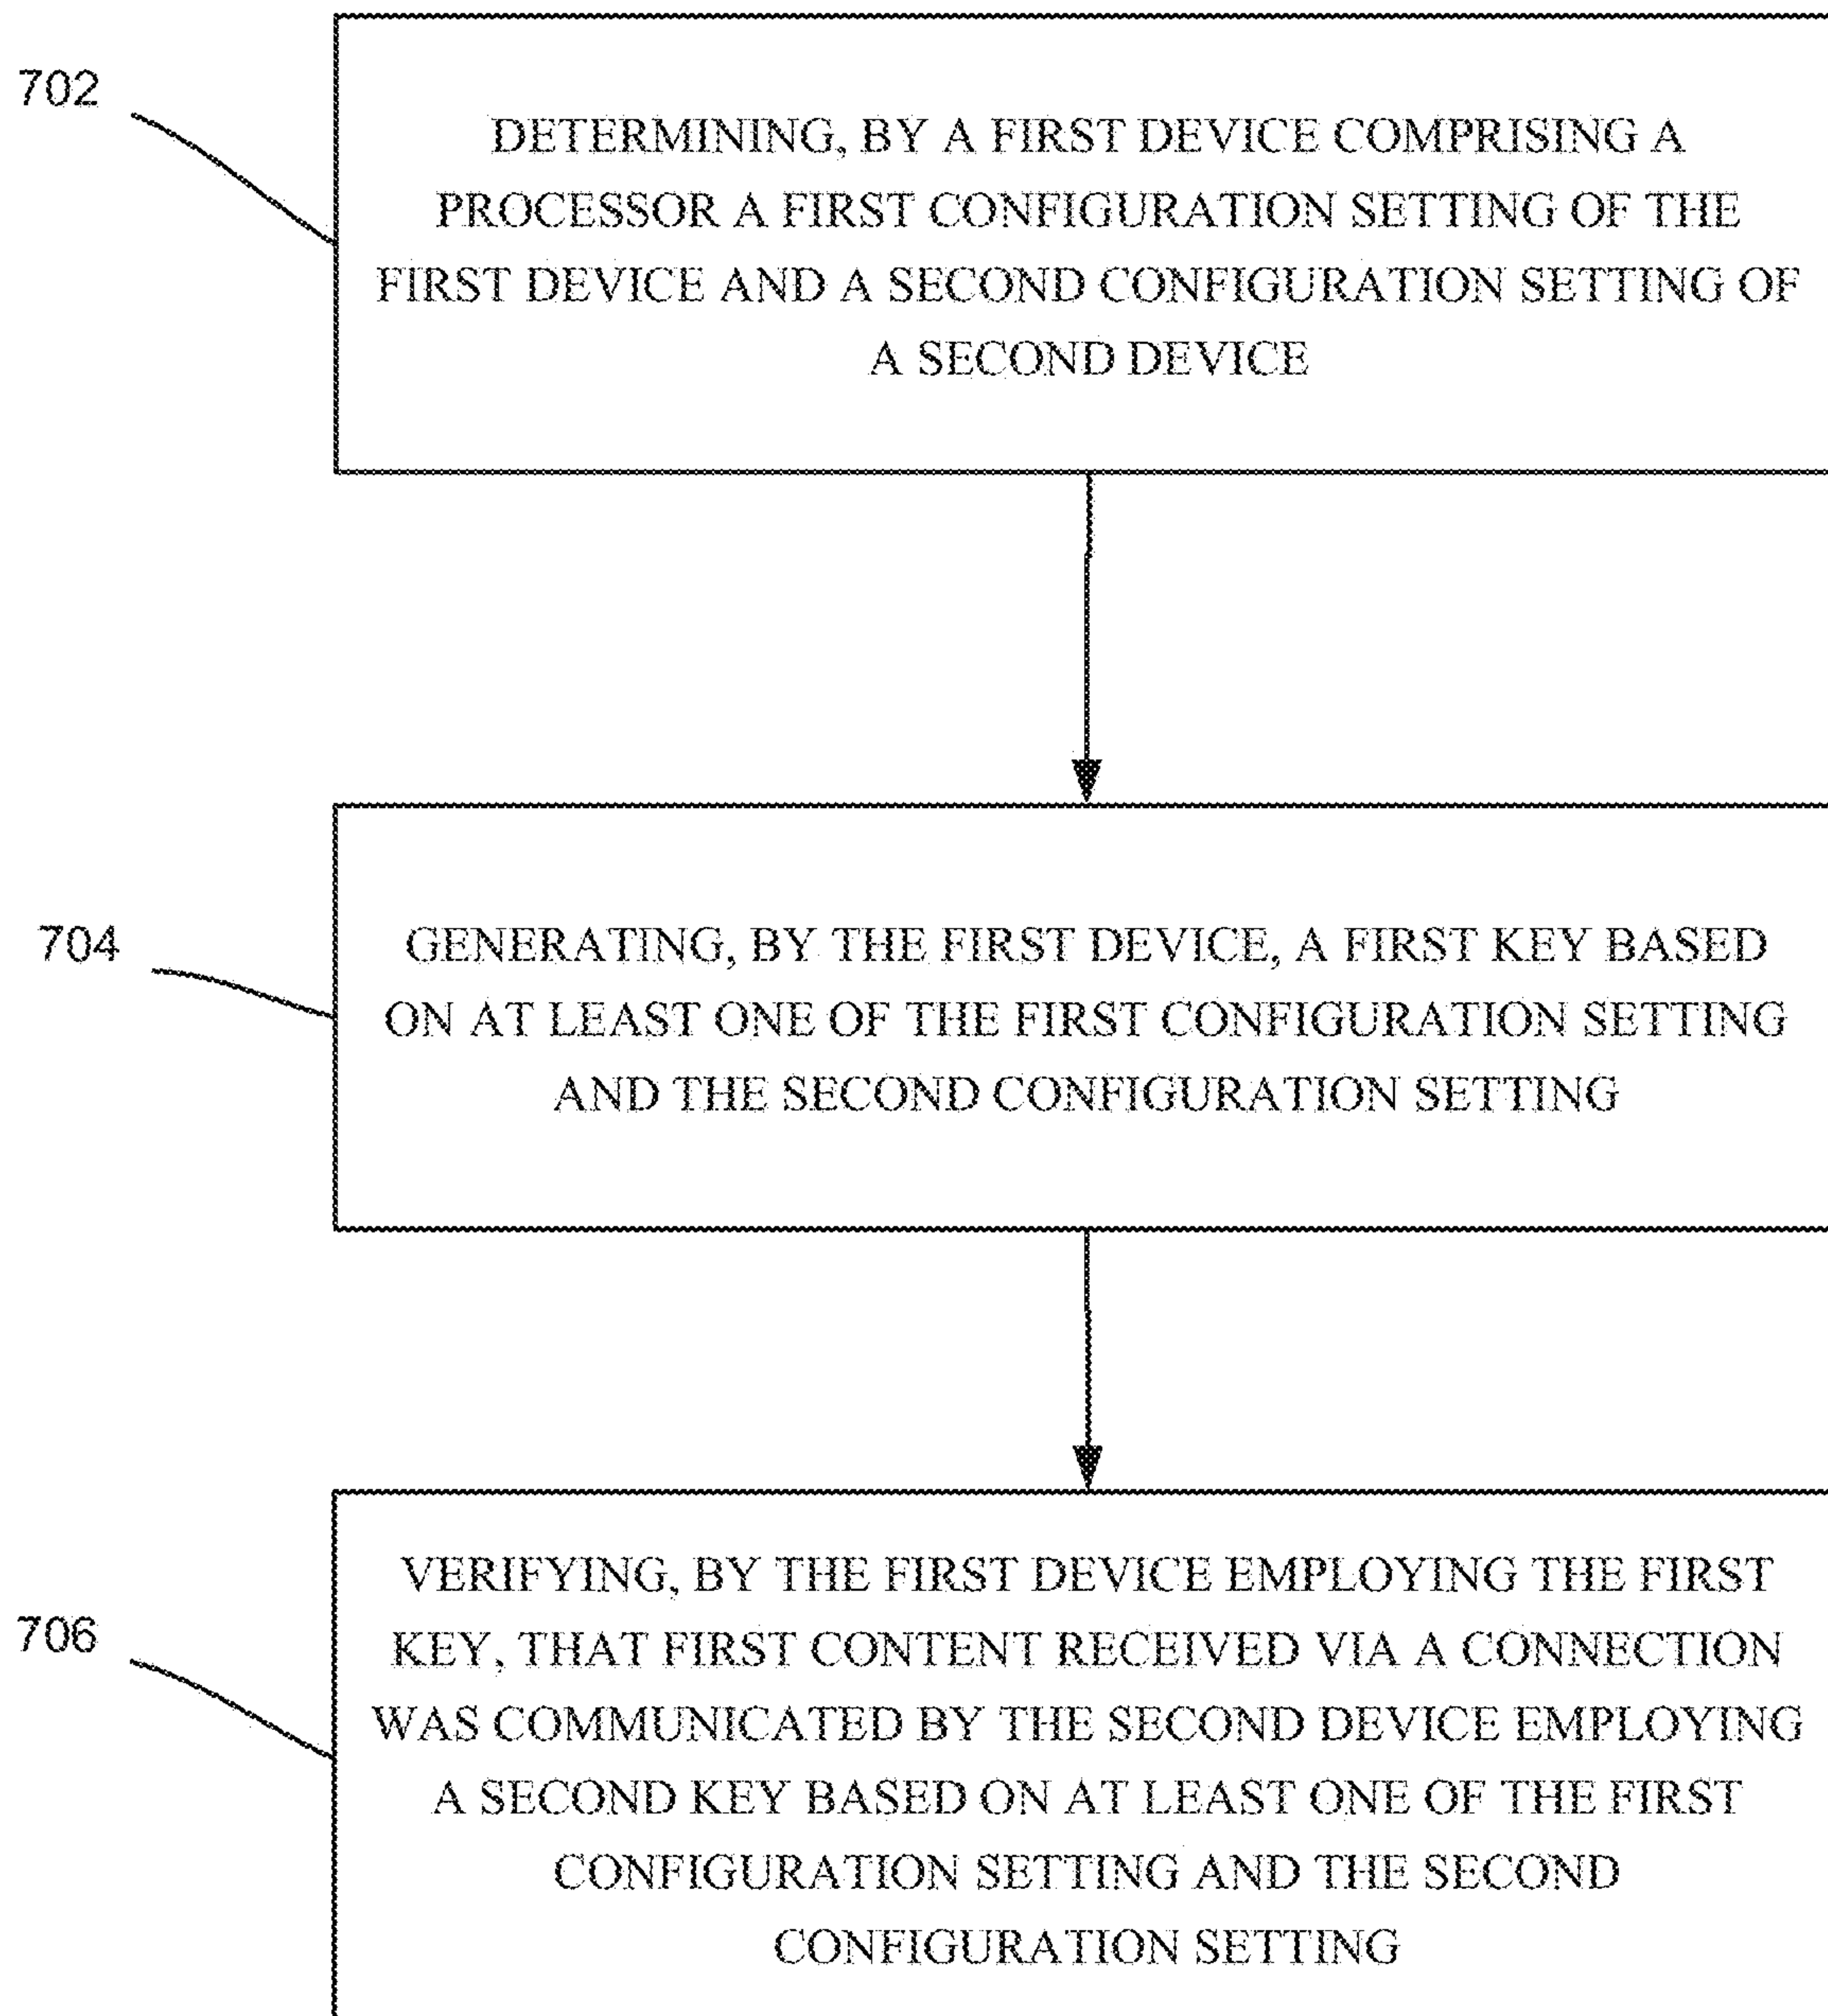 702
DETERMINING, BY A FIRST DEVICE COMPRISING A
PROCESSOR A FIRST CONFIGURATION SETTING OF THE
FIRST DEVICE AND A SECOND CONFIGURATION SETTING OF
A SECOND DEVICE
704
GENERATING, BY THE FIRST DEVICE, A FIRST KEY BASED
ON AT LEAST ONE OF THE FIRST CONFIGURATION SETTING
AND THE SECOND CONFIGURATION SETTING
706
VERIFYING, BY THE FIRST DEVICE EMPLOYING THE FIRST
KEY, THAT FIRST CONTENT RECEIVED VIA A CONNECTION
WAS COMMUNICATED BY THE SECOND DEVICE EMPLOYING
A SECOND KEY BASED ON AT LEAST ONE OF THE FIRST
CONFIGURATION SETTING AND THE SECOND
CONFIGURATION SETTING